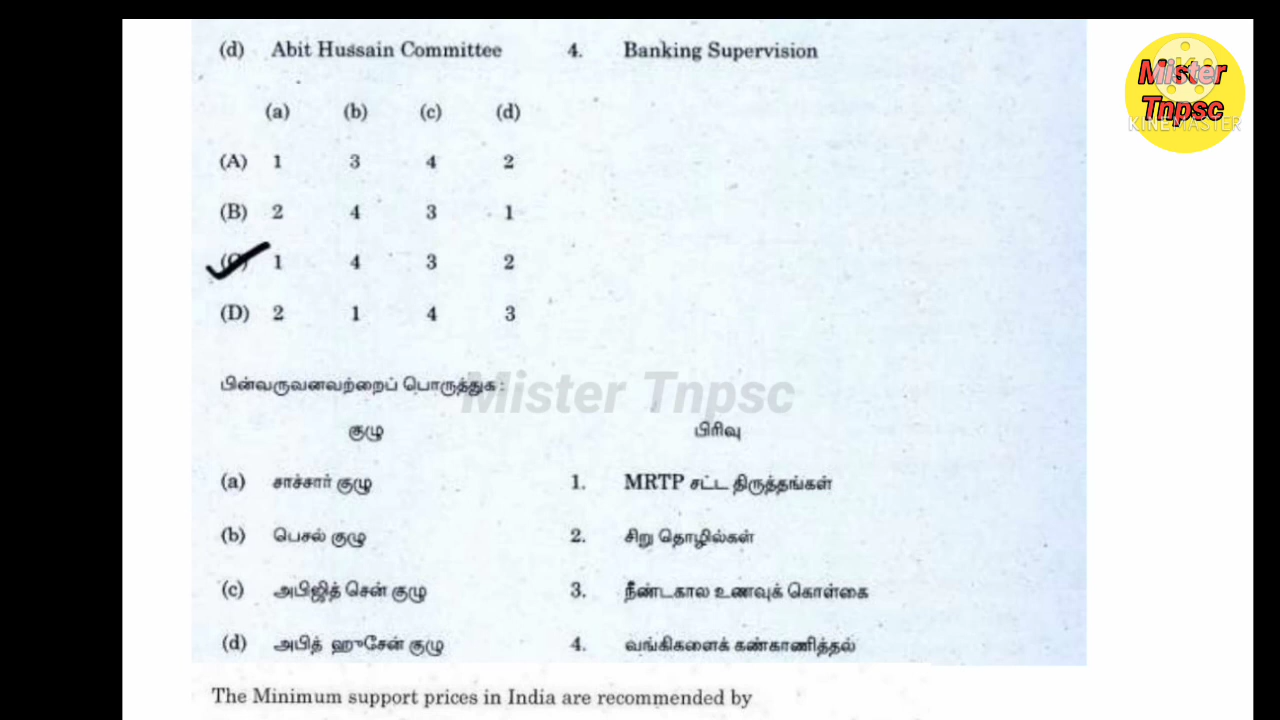 (d) Abit Hussain Committee 4. Banking Supervision
Mister
Tnpsc
KINEMASTER
(a) (b) (c) (d)
(A) 1 3 4 2
(B) 2 4 3 1
(C) 1 4 3 2
(D) 2 1 4 3
பின்வருவனவற்றைப் பொருத்துக :
Mister Tnpsc
குழு பிரிவு
(a) சாச்சார் குழு 1. MRTP சட்ட திருத்தங்கள்
(b) பெசல் குழு 2. சிறு தொழில்கள்
(c) அபிஜித் சென் குழு 3. நீண்டகால உணவுக் கொள்கை
(d) அபித் ஹுசேன் குழு 4. வங்கிகளைக் கண்காணித்தல்
The Minimum support prices in India are recommended by